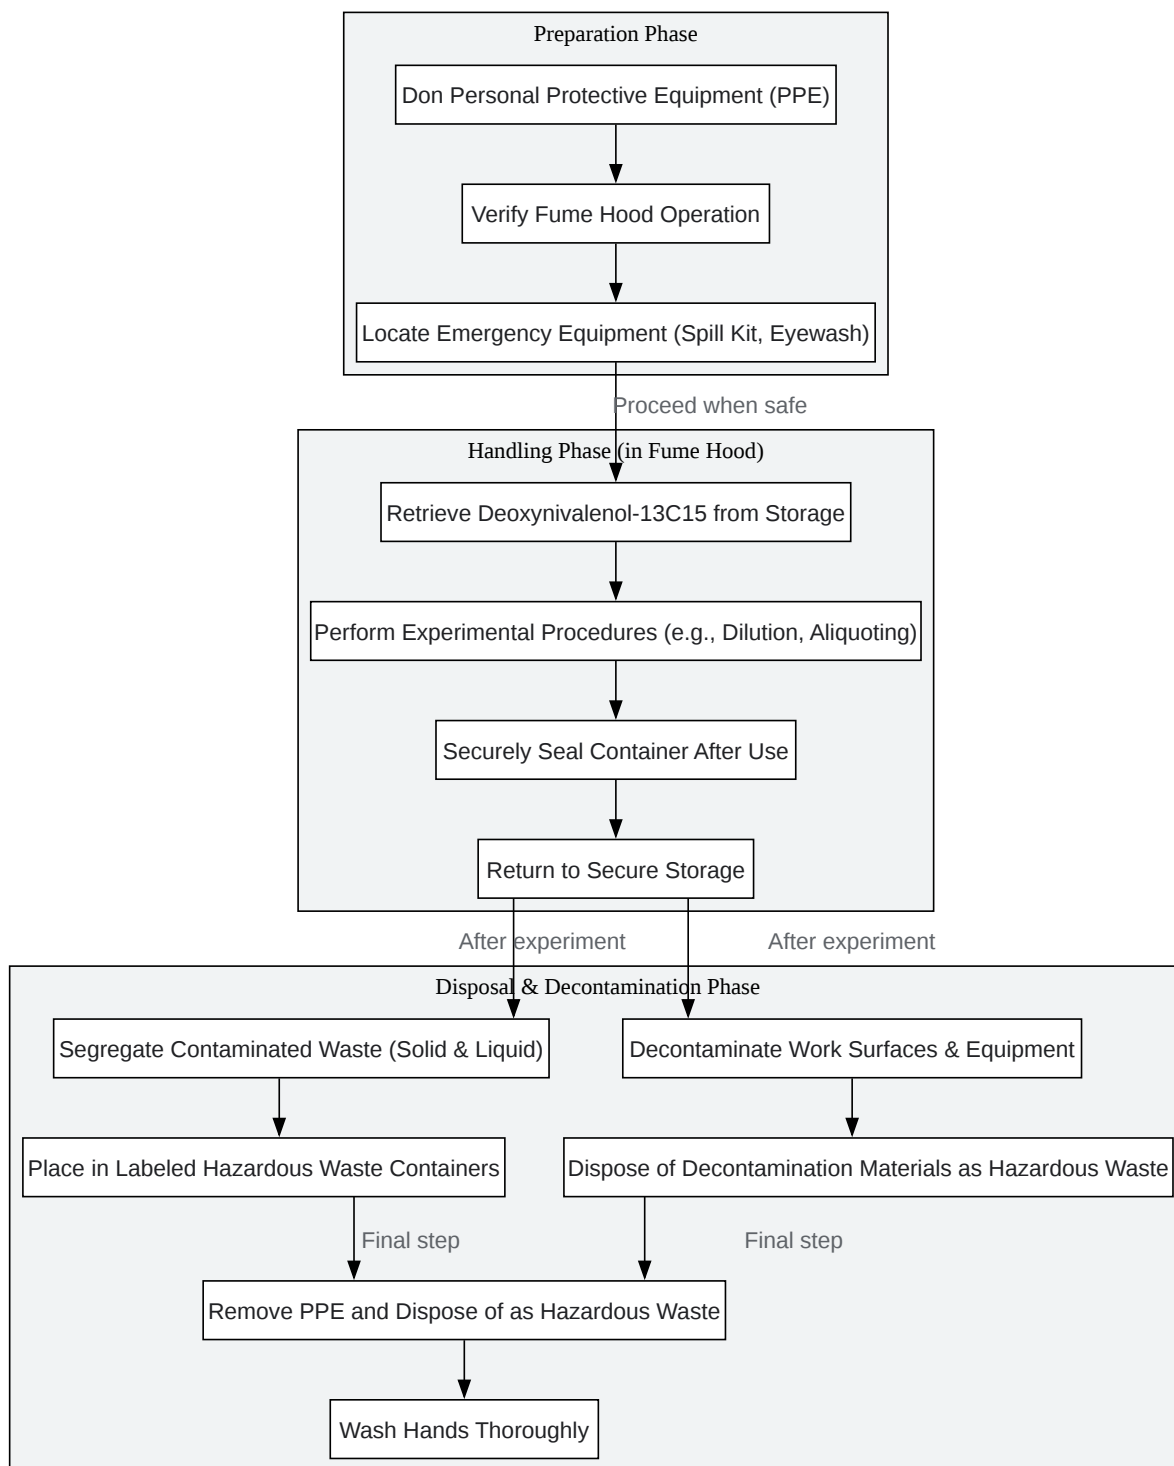 Preparation Phase
Don Personal Protective Equipment (PPE)
Verify Fume Hood Operation
Locate Emergency Equipment (Spill Kit, Eyewash)
Proceed when safe
Handling Phase (in Fume Hood)
Retrieve Deoxynivalenol-13C15 from Storage
Perform Experimental Procedures (e.g., Dilution, Aliquoting)
Securely Seal Container After Use
Return to Secure Storage
After experiment
After experiment
Disposal & Decontamination Phase
Segregate Contaminated Waste (Solid & Liquid)
Decontaminate Work Surfaces & Equipment
Place in Labeled Hazardous Waste Containers
Dispose of Decontamination Materials as Hazardous Waste
Final step
Final step
Remove PPE and Dispose of as Hazardous Waste
Wash Hands Thoroughly